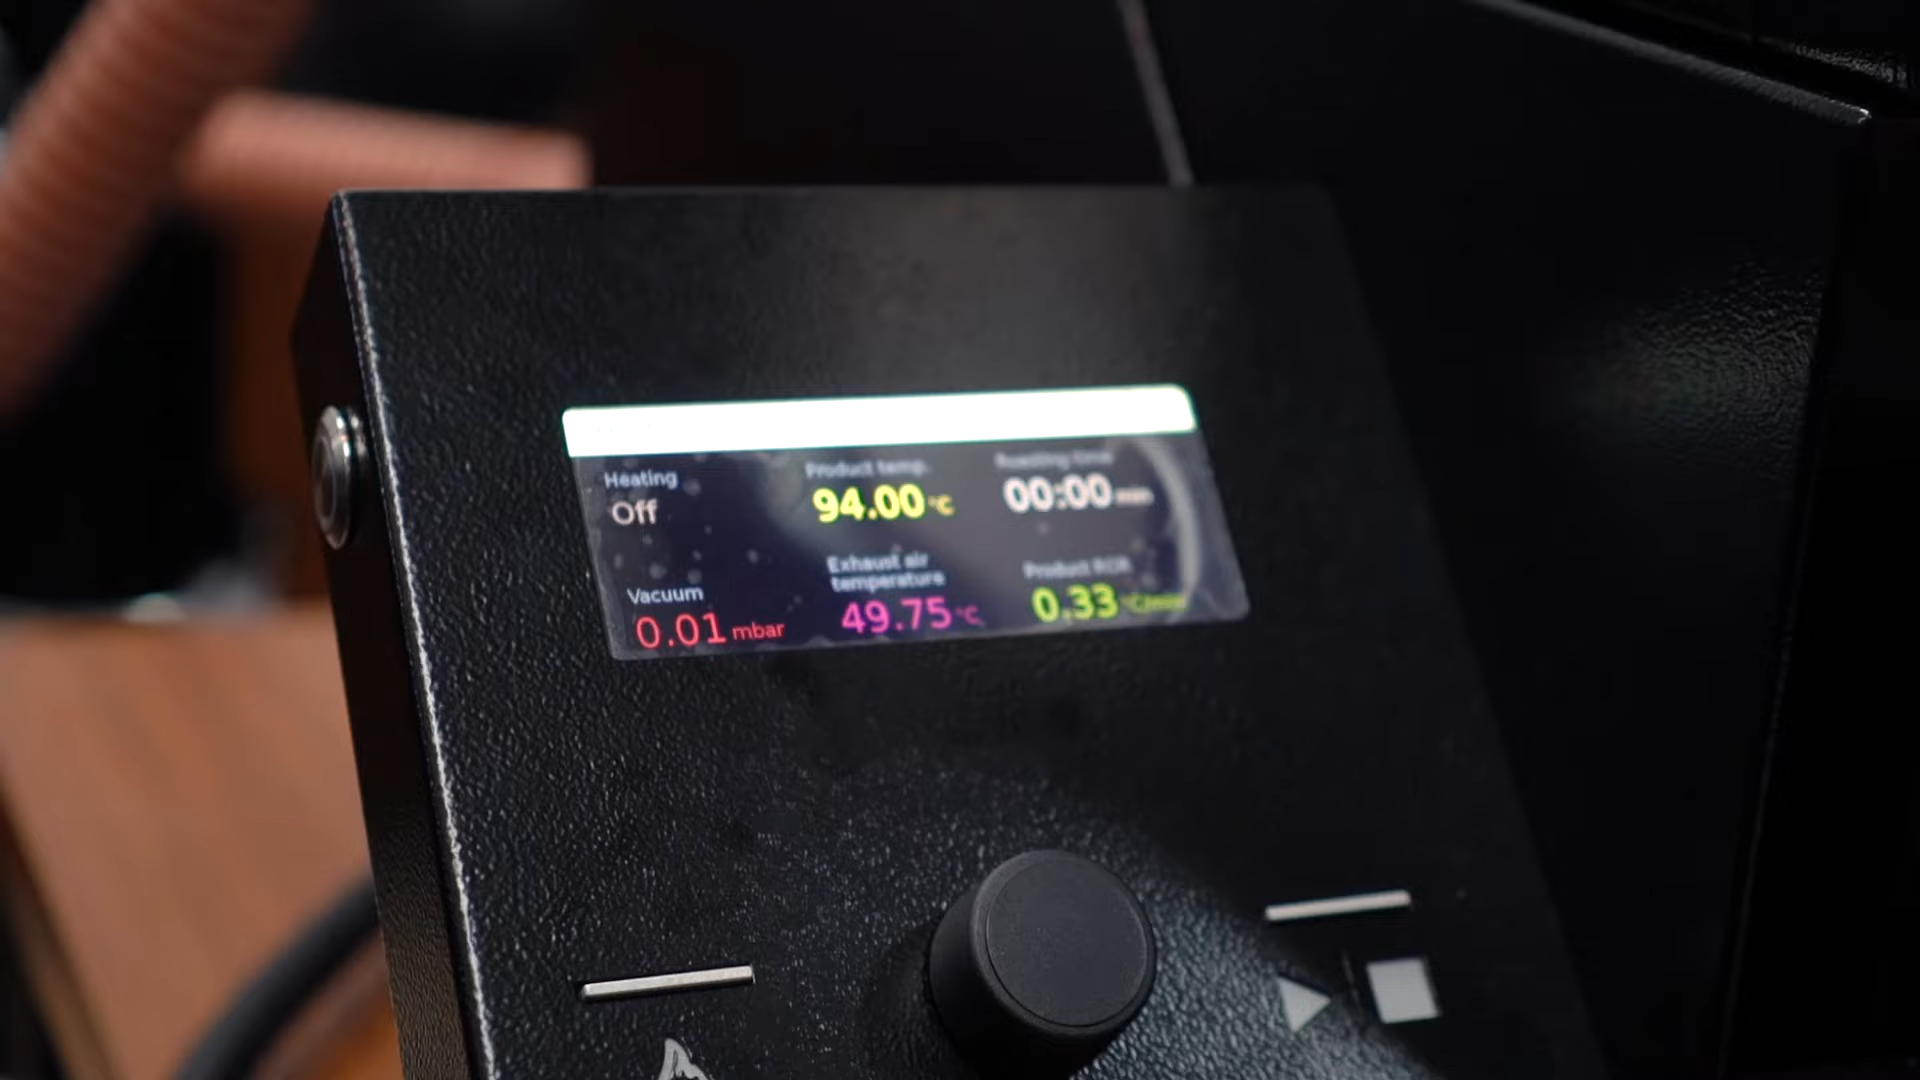 Heating
Off
Product temp.
94.00 °C
Roasting time
00:00 min
Vacuum
0.01 mbar
Exhaust air
temperature
49.75 °C
Product ROR
0.33 °C/min